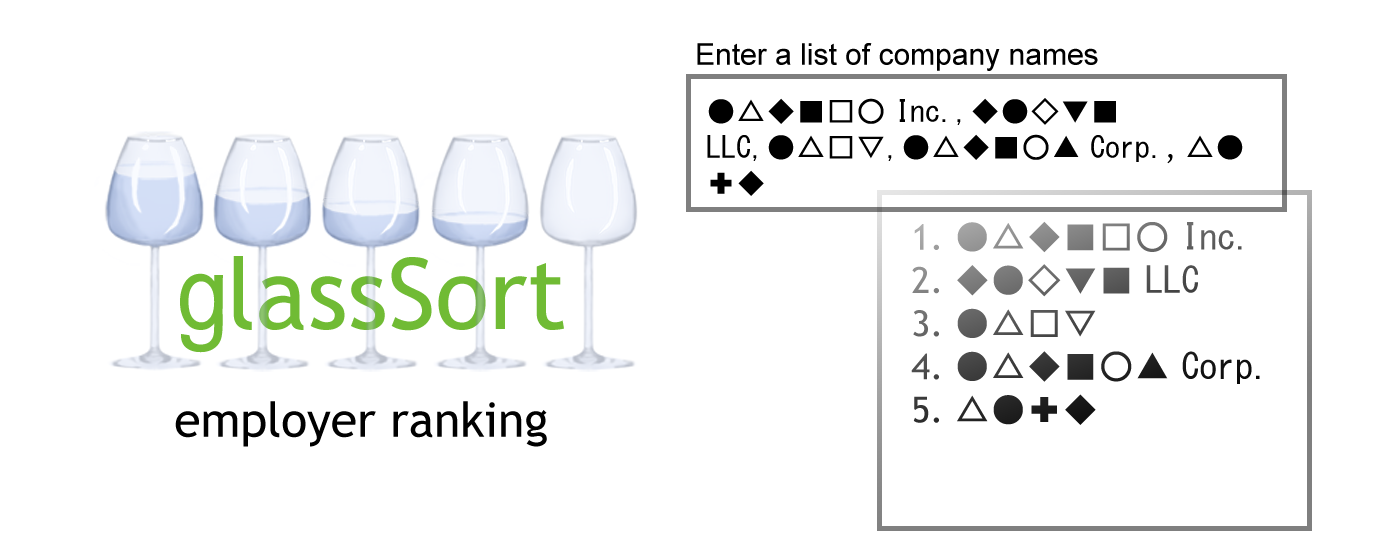 Enter a list of company names
●△◆■□○ Inc., ◆●◇▼■
LLC, ●△□▽, ●△◆■○▲ Corp., △●
✚◆
1. ●△◆■□○ Inc.
2. ◆●◇▼■ LLC
3. ●△□▽
4. ●△◆■○▲ Corp.
5. △●✚◆
glassSort
employer ranking